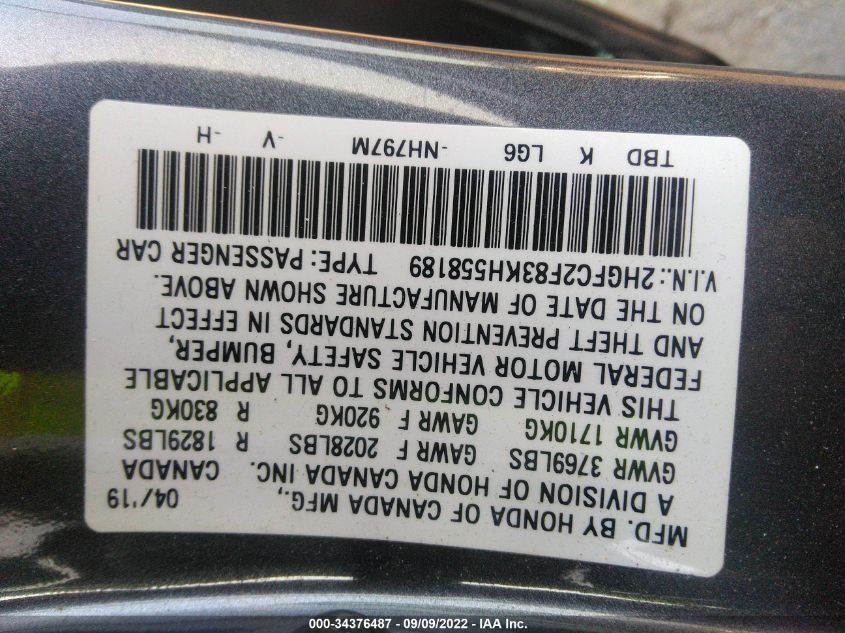 MFD. BY HONDA OF CANADA MFG., 04/'19
A DIVISION OF HONDA CANADA INC. CANADA
GVWR 3769LBS GAWR F 2028LBS R 1829LBS
GVWR 1710KG GAWR F 920KG R 830KG
THIS VEHICLE CONFORMS TO ALL APPLICABLE
FEDERAL MOTOR VEHICLE SAFETY, BUMPER,
AND THEFT PREVENTION STANDARDS IN EFFECT
ON THE DATE OF MANUFACTURE SHOWN ABOVE.
V.I.N.: 2HGFC2F83KH558189 TYPE: PASSENGER CAR
TBD K LG6 -NH797M -V -H
000-34376487 - 09/09/2022 - IAA Inc.